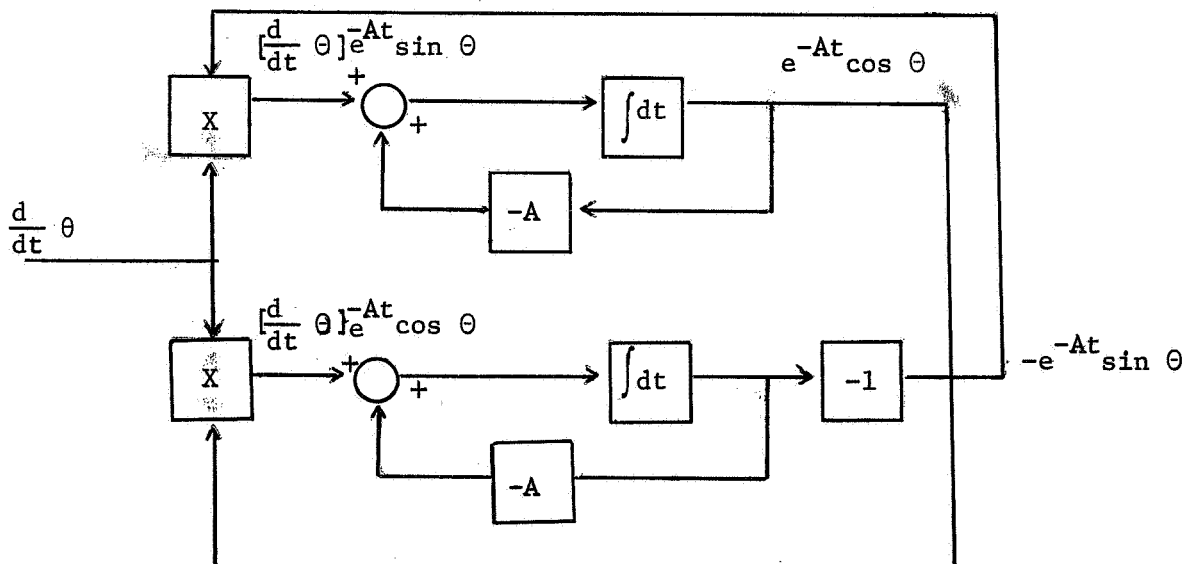 [d/dt θ]e^-At sin θ
e^-At cos θ
+
+
X
∫dt
-A
d/dt θ
[d/dt θ]e^-At cos θ
+
+
X
∫dt
-1
-e^-At sin θ
-A